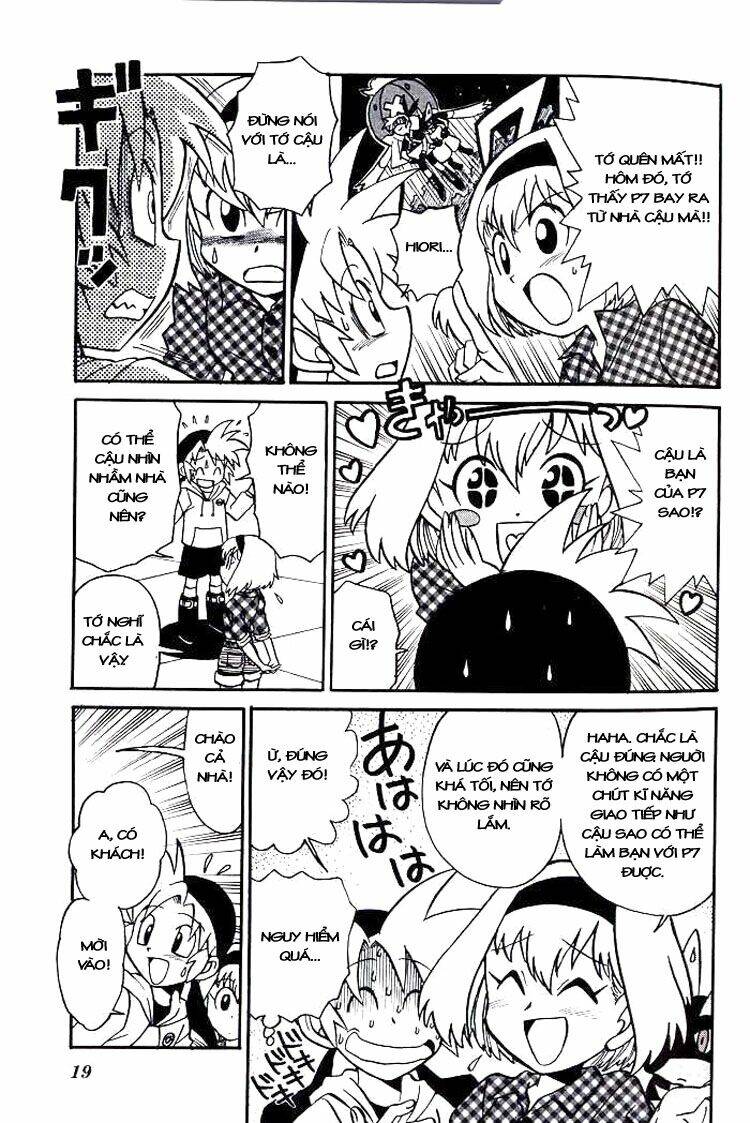 TỚ QUÊN MẤT!!
HÔM ĐÓ, TỚ
THẤY P7 BAY RA
TỪ NHÀ CẬU MÀ!!
HIORI...
ĐỪNG NÓI
VỚI TỚ CẬU
LÀ...
ギクッ
きゃーーーっ
CẬU LÀ
BẠN
CỦA P7
SAO!?
CÁI
GÌ!?
KHÔNG
THỂ
NÀO!
CÓ THỂ
CẬU NHÌN
NHẦM NHÀ
CŨNG
NÊN?
TỚ NGHĨ
CHẮC LÀ
VẬY
HAHA. CHẮC LÀ
CẬU ĐÚNG. NGƯỜI
KHÔNG CÓ MỘT
CHÚT KĨ NĂNG
GIAO TIẾP NHƯ
CẬU SAO CÓ THỂ
LÀM BẠN VỚI P7
ĐƯỢC.
VÀ LÚC ĐÓ CŨNG
KHÁ TỐI, NÊN TỚ
KHÔNG NHÌN RÕ
LẮM.
あははは
Ừ, ĐÚNG
VẬY ĐÓ!
NGUY HIỂM
QUÁ...
CHÀO
CẢ
NHÀ!
A, CÓ
KHÁCH!
MỜI
VÀO!
19